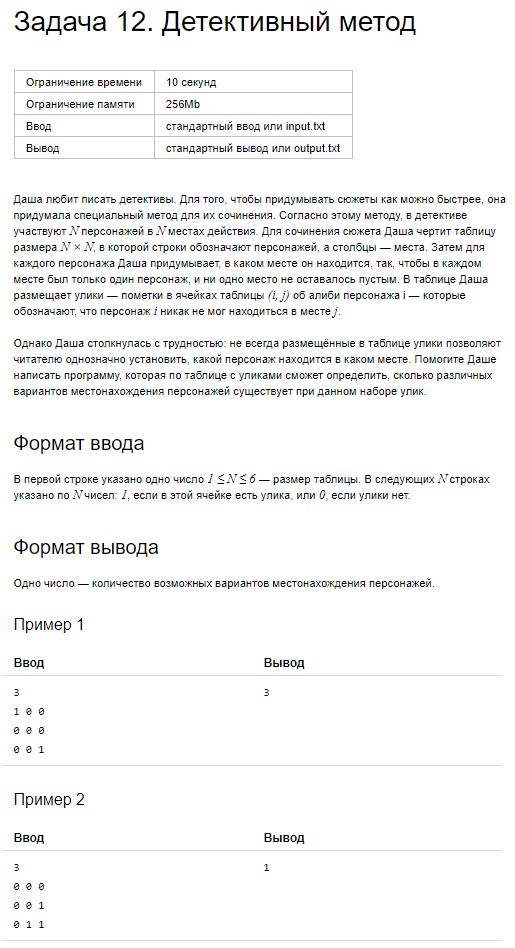 Задача 12. Детективный метод
Ограничение времени 10 секунд
Ограничение памяти 256Mb
Ввод стандартный ввод или input.txt
Вывод стандартный вывод или output.txt
Даша любит писать детективы. Для того, чтобы придумывать сюжеты как можно быстрее, она
придумала специальный метод для их сочинения. Согласно этому методу, в детективе
участвуют N персонажей в N местах действия. Для сочинения сюжета Даша чертит таблицу
размера N × N, в которой строки обозначают персонажей, а столбцы — места. Затем для
каждого персонажа Даша придумывает, в каком месте он находится, так, чтобы в каждом
месте был только один персонаж, и ни одно место не оставалось пустым. В таблице Даша
размещает улики — пометки в ячейках таблицы (i, j) об алиби персонажа i — которые
обозначают, что персонаж i никак не мог находиться в месте j.
Однако Даша столкнулась с трудностью: не всегда размещённые в таблице улики позволяют
читателю однозначно установить, какой персонаж находится в каком месте. Помогите Даше
написать программу, которая по таблице с уликами сможет определить, сколько различных
вариантов местонахождения персонажей существует при данном наборе улик.
Формат ввода
В первой строке указано одно число 1 ≤ N ≤ 6 — размер таблицы. В следующих N строках
указано по N чисел: 1, если в этой ячейке есть улика, или 0, если улики нет.
Формат вывода
Одно число — количество возможных вариантов местонахождения персонажей.
Пример 1
Ввод Вывод
3 3
1 0 0
0 0 0
0 0 1
Пример 2
Ввод Вывод
3 1
0 0 0
0 0 1
0 1 1